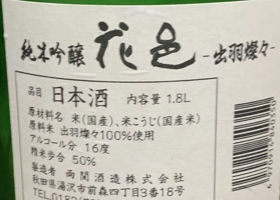 純米吟醸 花邑 -出羽燦々-
品目 日本酒 内容量 1.8L
原材料名 米(国産)、米こうじ(国産米)
原料米 出羽燦々100%使用
アルコール分 16度
精米歩合 50%
製造者 両関酒造株式会社
秋田県湯沢市前森四丁目3番18号